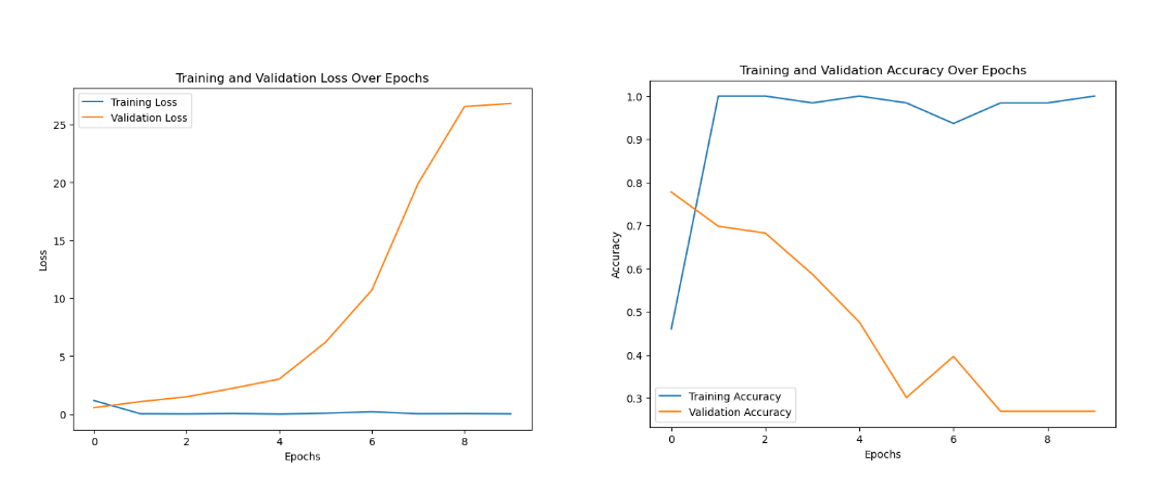 Training and Validation Loss Over Epochs
Training Loss
Validation Loss
25
20
15
10
5
0
Loss
0 2 4 6 8
Epochs
Training and Validation Accuracy Over Epochs
1.0
0.9
0.8
0.7
0.6
0.5
0.4
0.3
Accuracy
Training Accuracy
Validation Accuracy
0 2 4 6 8
Epochs